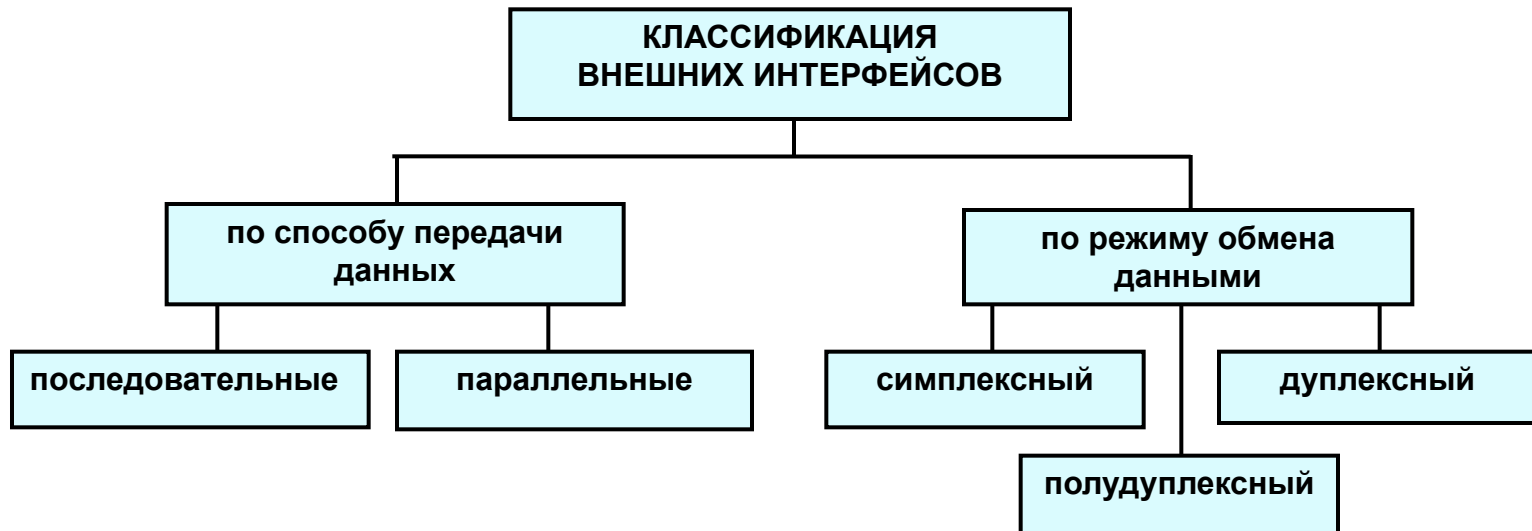 КЛАССИФИКАЦИЯ
ВНЕШНИХ ИНТЕРФЕЙСОВ
по способу передачи
данных
по режиму обмена
данными
последовательные
параллельные
симплексный
дуплексный
полудуплексный